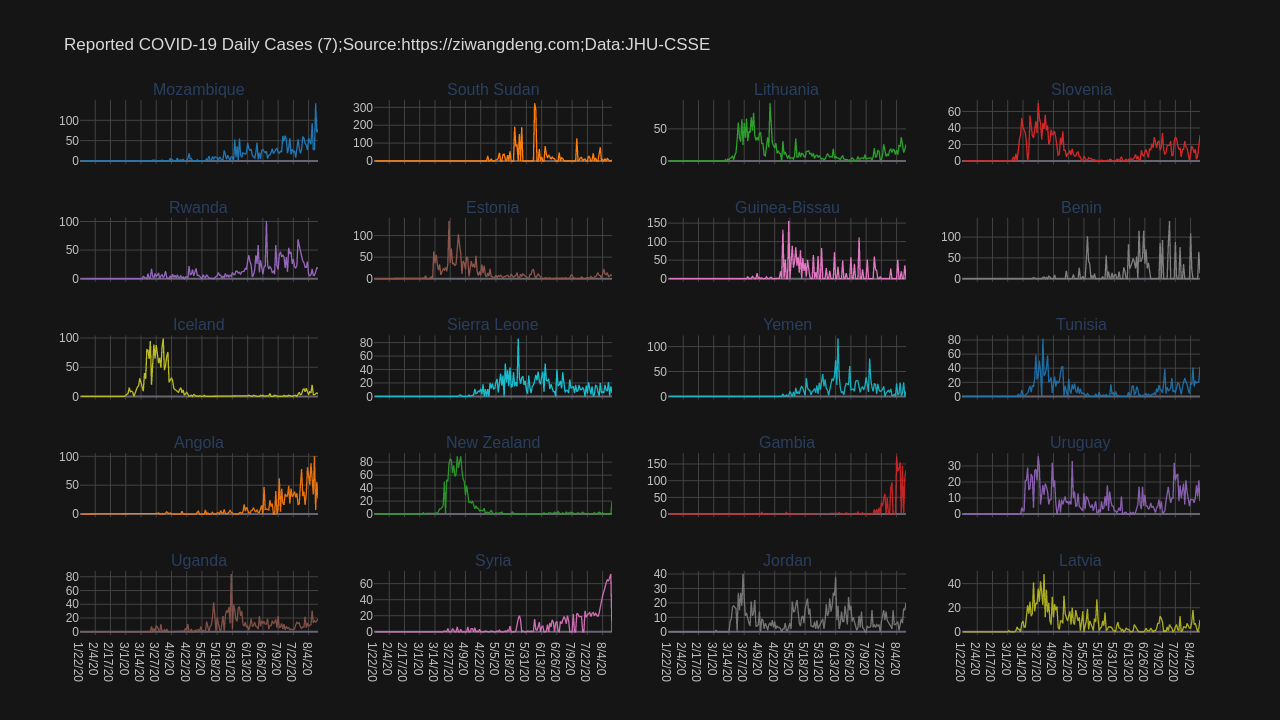 Reported COVID-19 Daily Cases (7);Source:https://ziwangdeng.com;Data:JHU-CSSE
Mozambique South Sudan Lithuania Slovenia
100 50 0
300 200 100 0
50 0
60 40 20 0
Rwanda Estonia Guinea-Bissau Benin
100 50 0
100 50 0
150 100 50 0
100 50 0
Iceland Sierra Leone Yemen Tunisia
100 50 0
80 60 40 20 0
100 50 0
80 60 40 20 0
Angola New Zealand Gambia Uruguay
100 50 0
80 60 40 20 0
150 100 50 0
30 20 10 0
Uganda Syria Jordan Latvia
80 60 40 20 0
60 40 20 0
40 30 20 10 0
40 20 0
1/22/20 2/4/20 2/17/20 3/1/20 3/14/20 3/27/20 4/9/20 4/22/20 5/5/20 5/18/20 5/31/20 6/13/20 6/26/20 7/9/20 7/22/20 8/4/20
1/22/20 2/4/20 2/17/20 3/1/20 3/14/20 3/27/20 4/9/20 4/22/20 5/5/20 5/18/20 5/31/20 6/13/20 6/26/20 7/9/20 7/22/20 8/4/20
1/22/20 2/4/20 2/17/20 3/1/20 3/14/20 3/27/20 4/9/20 4/22/20 5/5/20 5/18/20 5/31/20 6/13/20 6/26/20 7/9/20 7/22/20 8/4/20
1/22/20 2/4/20 2/17/20 3/1/20 3/14/20 3/27/20 4/9/20 4/22/20 5/5/20 5/18/20 5/31/20 6/13/20 6/26/20 7/9/20 7/22/20 8/4/20